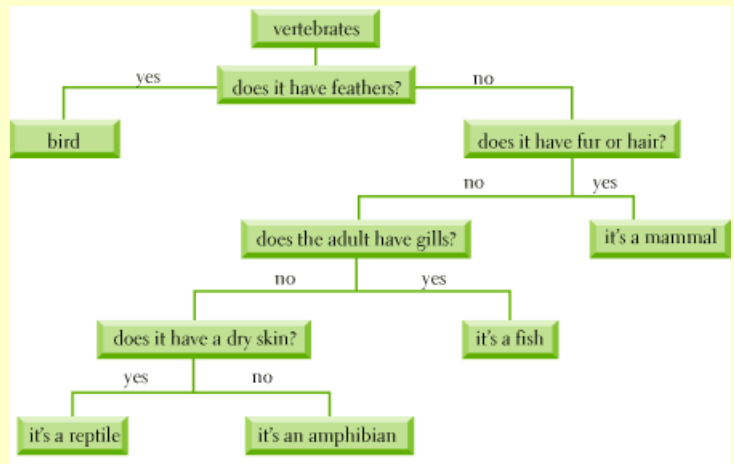 vertebrates
yes
no
does it have feathers?
bird
does it have fur or hair?
no
yes
does the adult have gills?
it's a mammal
no
yes
does it have a dry skin?
it's a fish
yes
no
it's a reptile
it's an amphibian